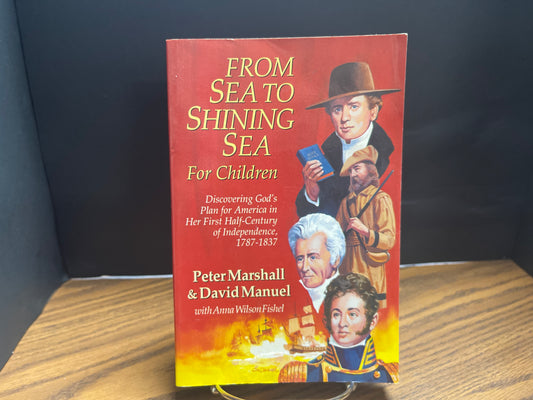 FROM
SEA TO
SHINING
SEA
For Children
Discovering God's
Plan for America in
Her First Half-Century
of Independence,
1787-1837
Peter Marshall
& David Manuel
with Anna Wilson Fishel